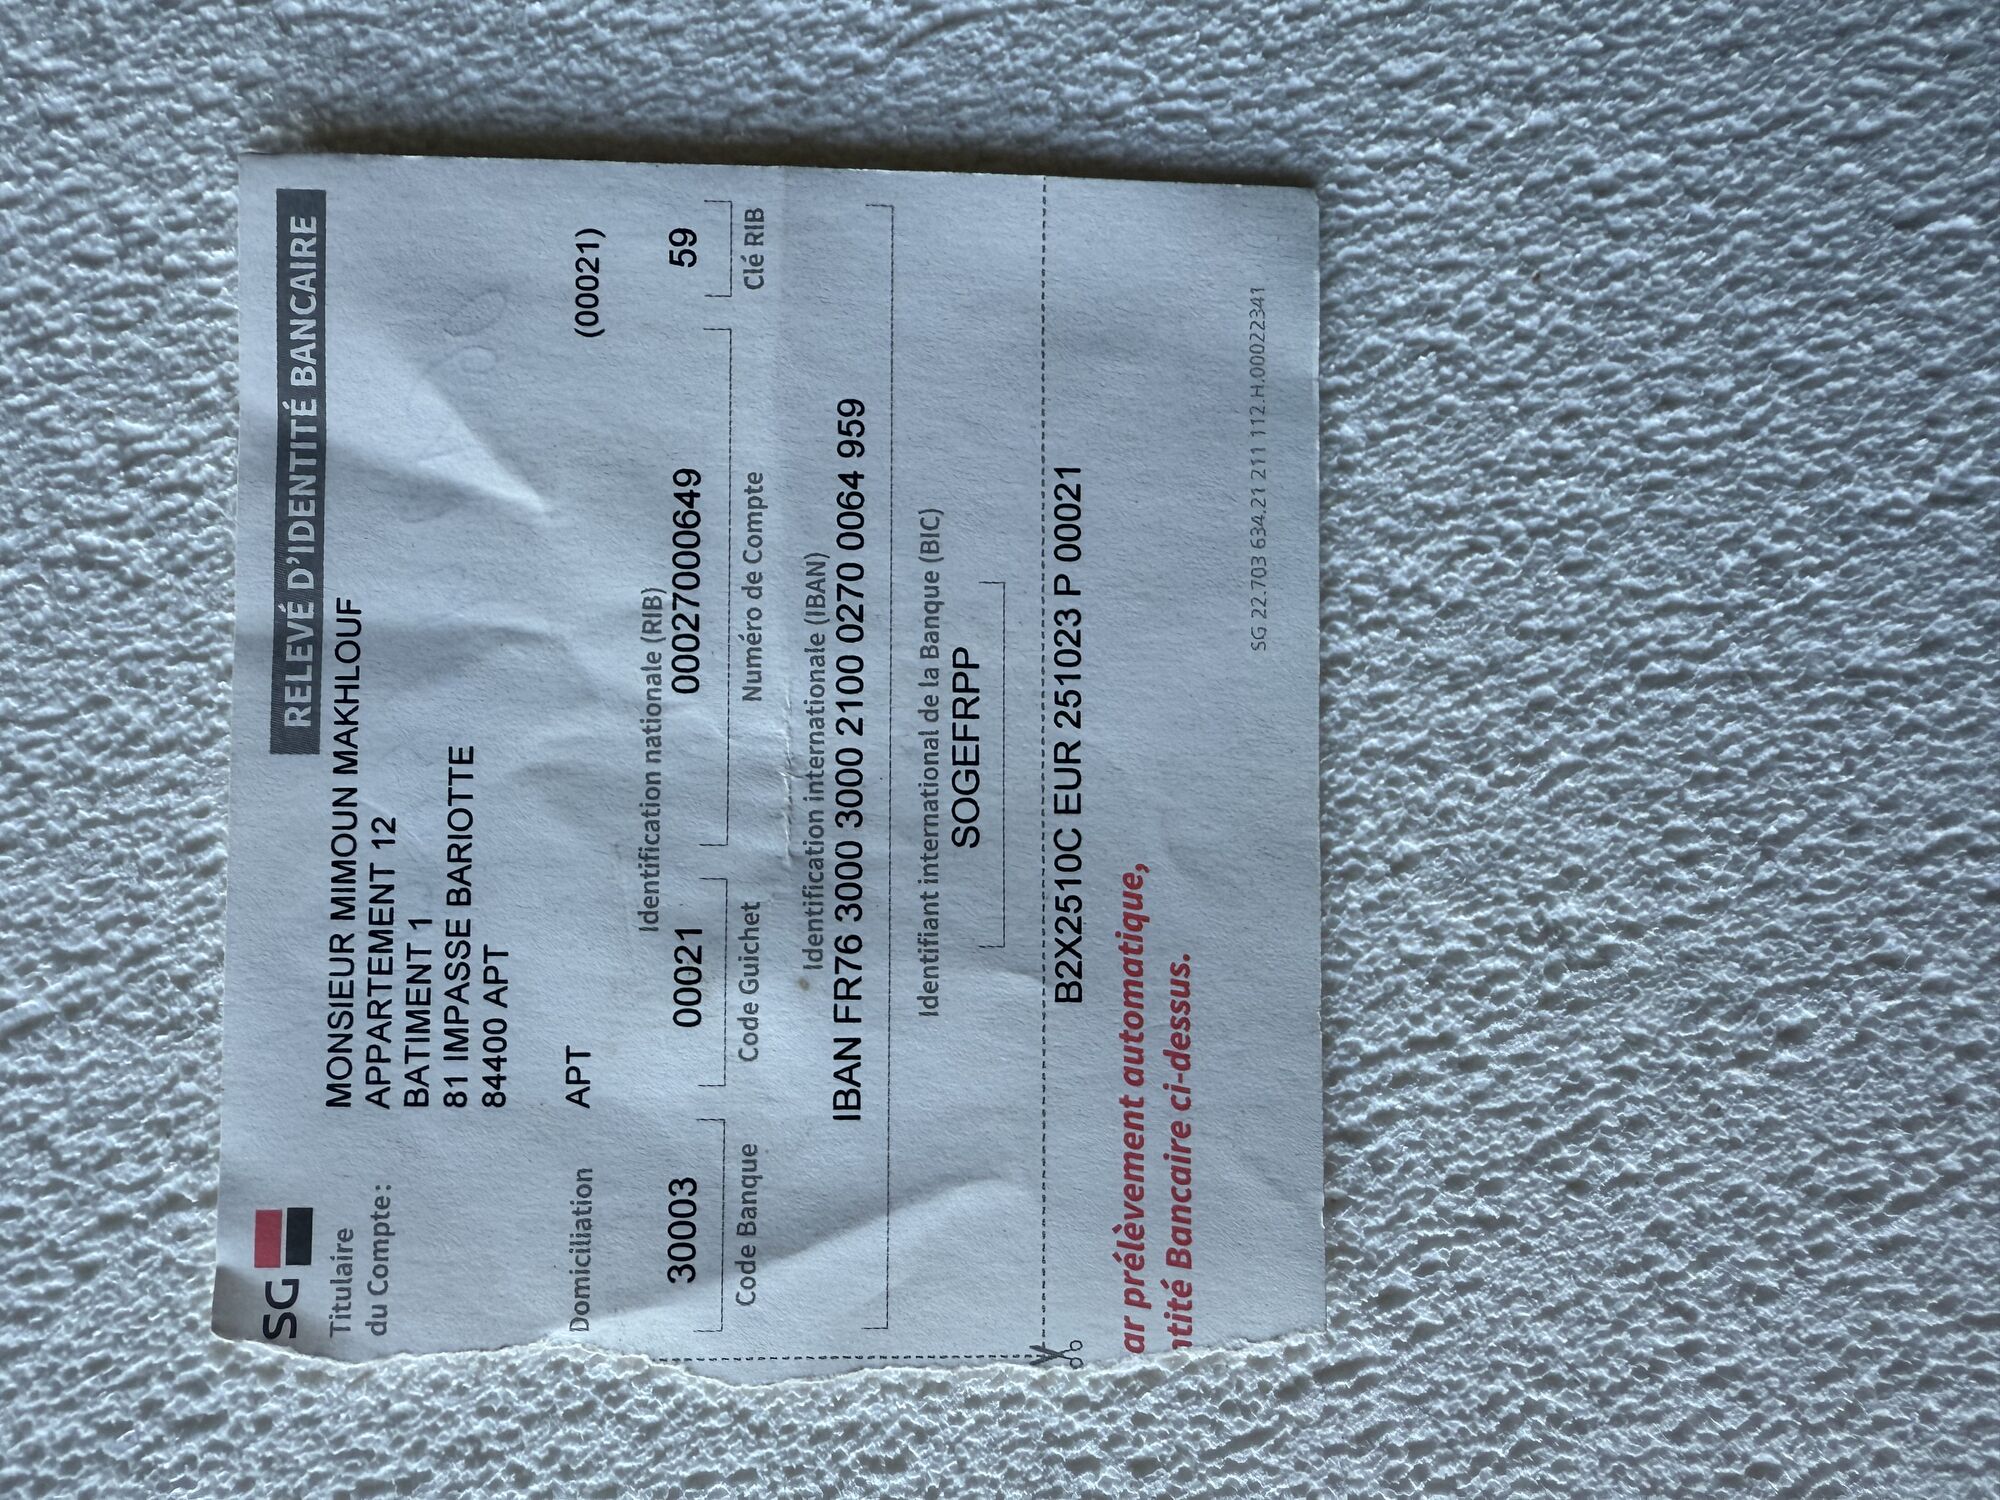 SG
RELEVÉ D'IDENTITÉ BANCAIRE
Titulaire
du Compte:
MONSIEUR MIMOUN MAKHLOUF
APPARTEMENT 12
BATIMENT 1
81 IMPASSE BARIOTTE
84400 APT
Domiciliation APT (00021)
Identification nationale (RIB)
30003 00021 00027000649 59
Code Banque Code Guichet Numéro de Compte Clé RIB
Identification internationale (IBAN)
IBAN FR76 3000 3000 2100 0270 0064 959
Identifiant international de la Banque (BIC)
SOGEFRPP
B2X2510C EUR 251023 P 00021
ar prélèvement automatique,
ntité Bancaire ci-dessus.
SG 22.703 634.21 211 112.H.00022341